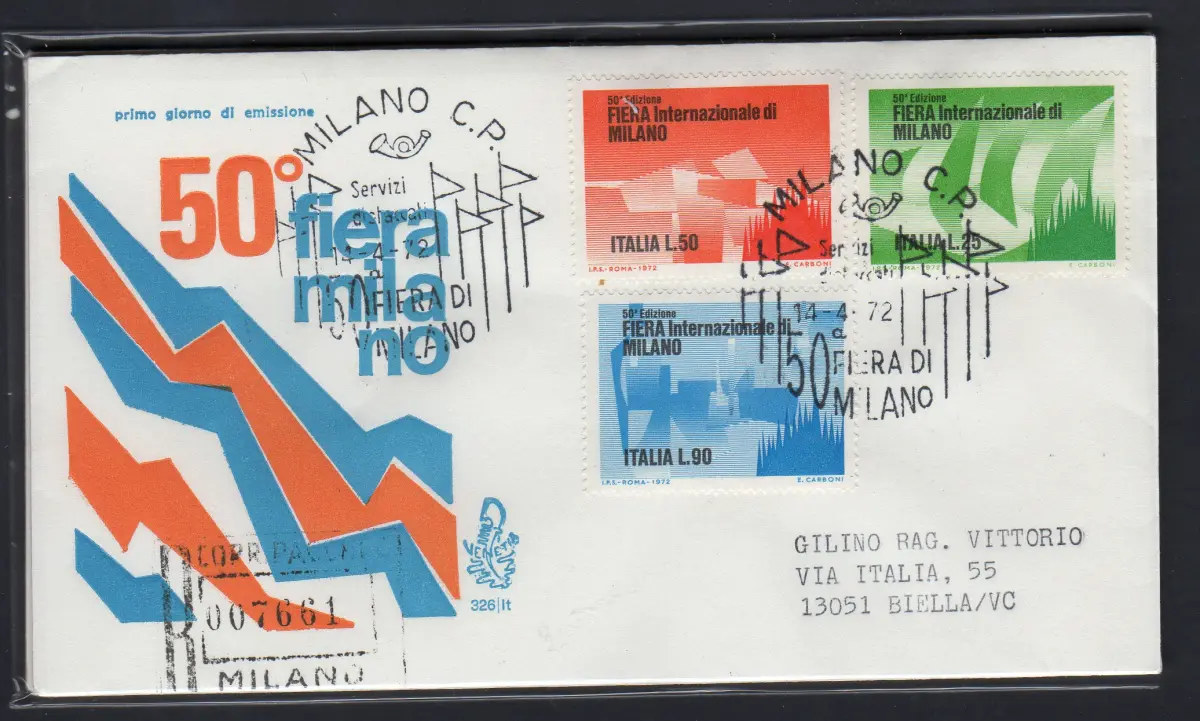 primo giorno di emissione
50°
fiera
mila
no
MILANO C.P.
Servizi
distaccati
14-4-72
50 FIERA DI
MILANO
50ª Edizione
FIERA Internazionale di
MILANO
ITALIA L.50
I.P.S.-ROMA-1972 E. CARBONI
50ª Edizione
FIERA Internazionale di
MILANO
ITALIA L.25
E. CARBONI
50ª Edizione
FIERA Internazionale di
MILANO
ITALIA L.90
I.P.S.-ROMA-1972 E. CARBONI
MILANO C.P.
Servizi
14-4-72
50 FIERA DI
MILANO
326|It
R
007661
MILANO
GILINO RAG. VITTORIO
VIA ITALIA, 55
13051 BIELLA/VC